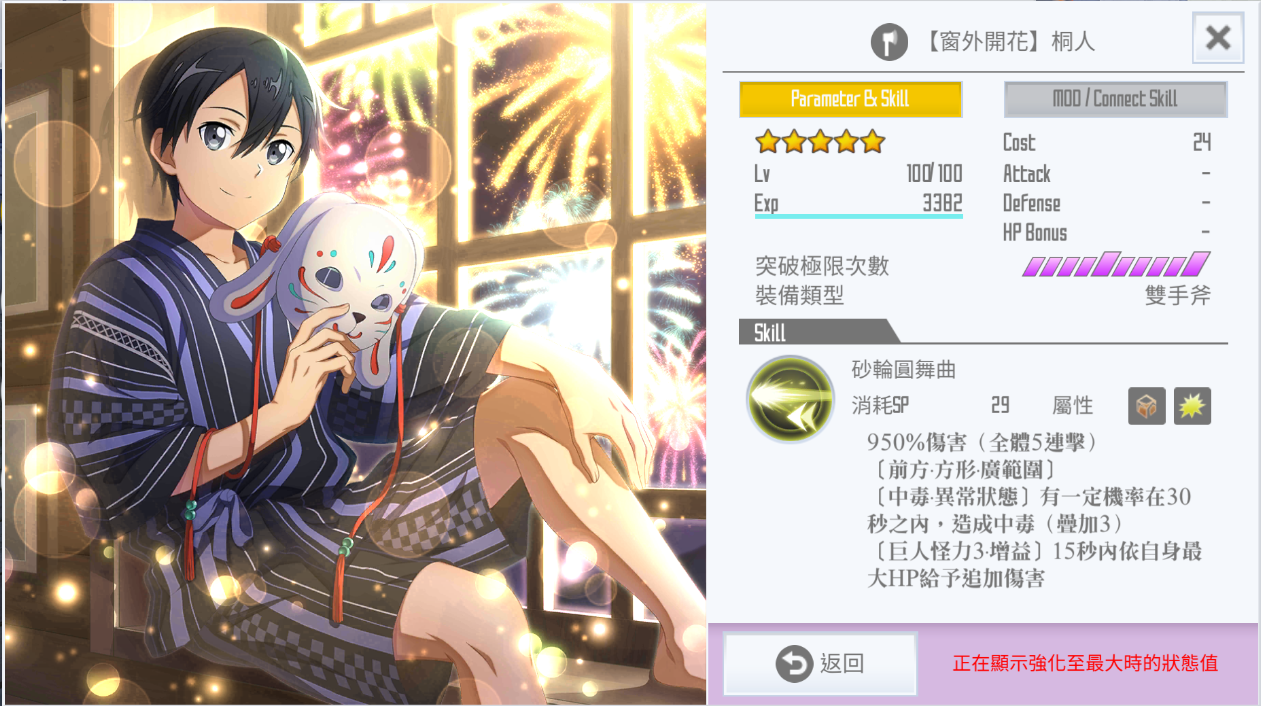 【窗外開花】桐人
Parameter & Skill
MOD / Connect Skill
Lv 100/100
Exp 3382
Cost 24
Attack -
Defense -
HP Bonus -
突破極限次數
裝備類型 雙手斧
Skill
砂輪圓舞曲
消耗SP 29 屬性
950%傷害（全體5連擊）
〔前方·方形·廣範圍〕
〔中毒·異常狀態〕有一定機率在30
秒之內，造成中毒（疊加3）
〔巨人怪力3·增益〕15秒內依自身最
大HP給予追加傷害
返回
正在顯示強化至最大時的狀態值